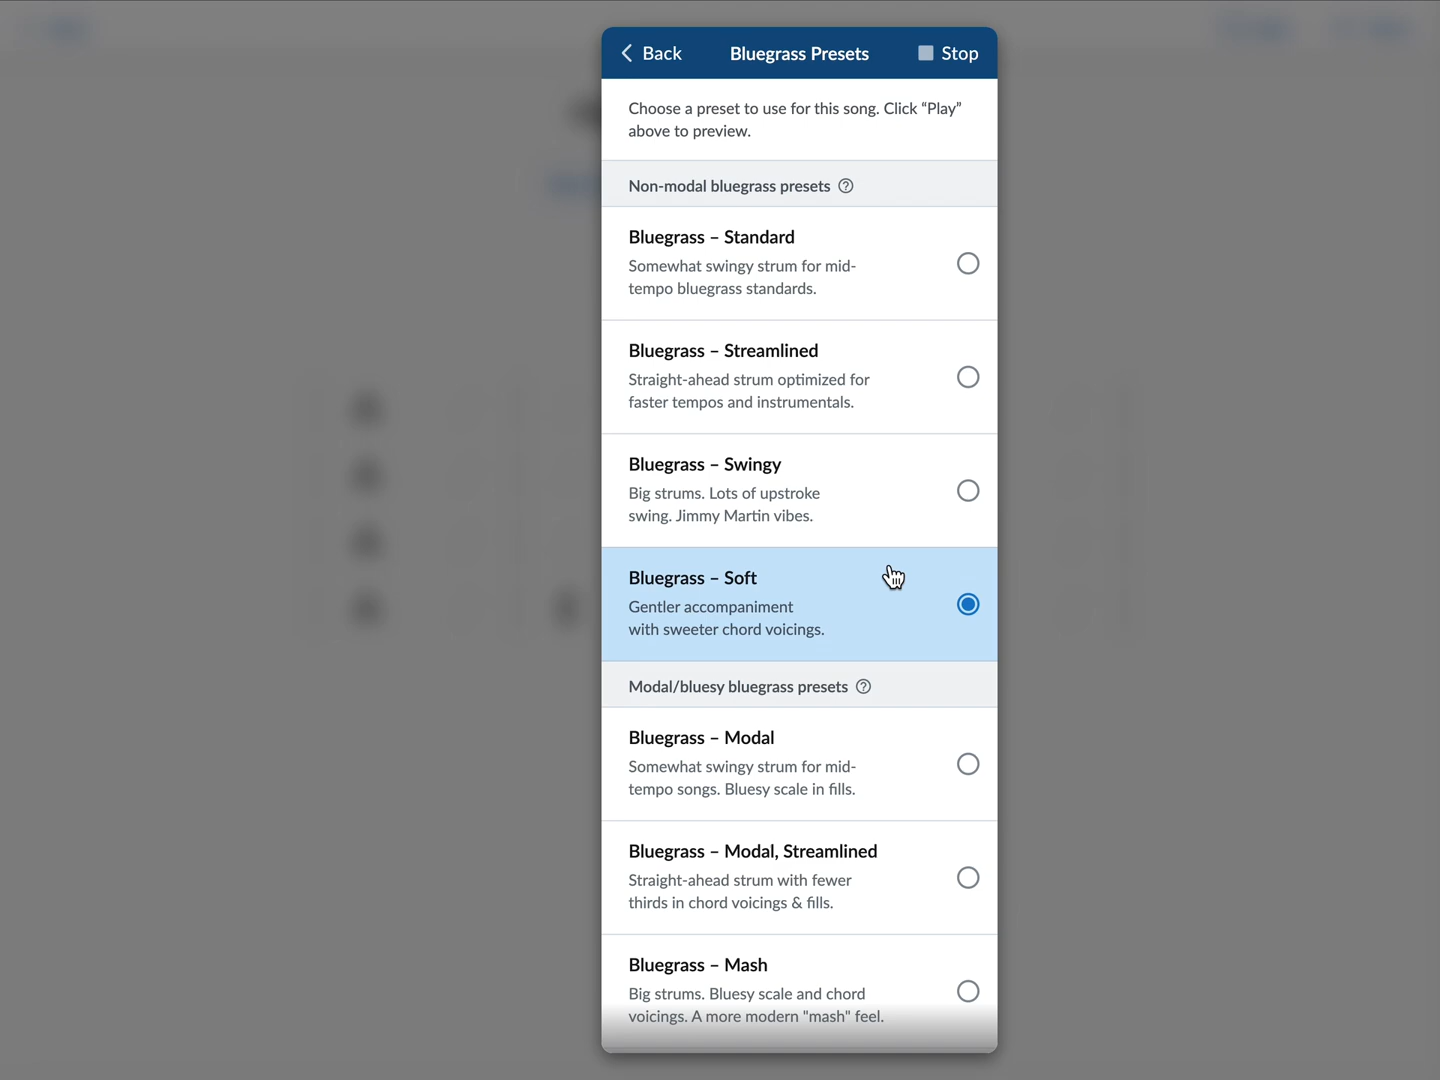 Back
Bluegrass Presets
Stop
Choose a preset to use for this song. Click “Play”
above to preview.
Non-modal bluegrass presets
Bluegrass – Standard
Somewhat swingy strum for mid-
tempo bluegrass standards.
Bluegrass – Streamlined
Straight-ahead strum optimized for
faster tempos and instrumentals.
Bluegrass – Swingy
Big strums. Lots of upstroke
swing. Jimmy Martin vibes.
Bluegrass – Soft
Gentler accompaniment
with sweeter chord voicings.
Modal/bluesy bluegrass presets
Bluegrass – Modal
Somewhat swingy strum for mid-
tempo songs. Bluesy scale in fills.
Bluegrass – Modal, Streamlined
Straight-ahead strum with fewer
thirds in chord voicings & fills.
Bluegrass – Mash
Big strums. Bluesy scale and chord
voicings. A more modern "mash" feel.